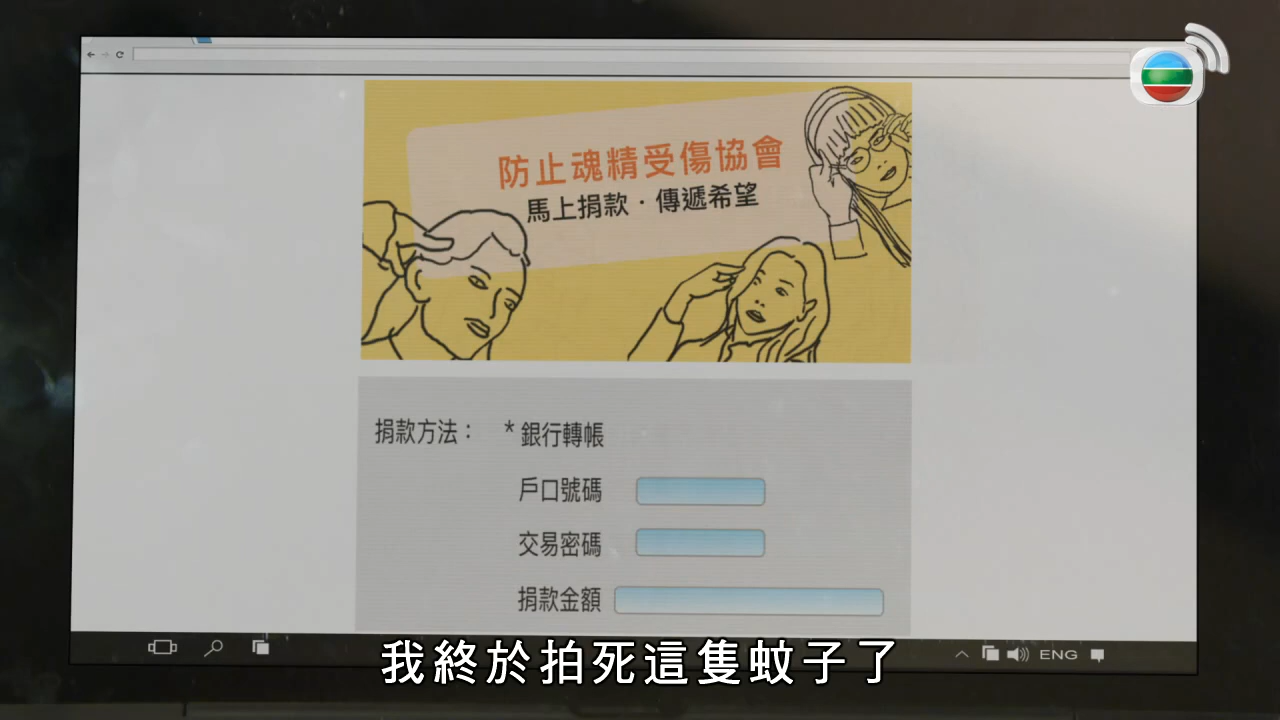 防止魂精受傷協會
馬上捐款．傳遞希望
捐款方法： *銀行轉帳
戶口號碼
交易密碼
捐款金額
ENG
我終於拍死這隻蚊子了